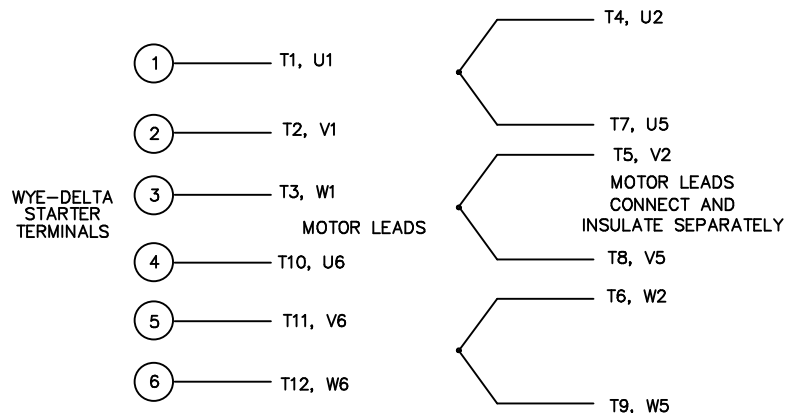 T4, U2
1 T1, U1
T7, U5
2 T2, V1
T5, V2
MOTOR LEADS
CONNECT AND
INSULATE SEPARATELY
3 T3, W1
WYE-DELTA
STARTER
TERMINALS
MOTOR LEADS
4 T10, U6
T8, V5
T6, W2
5 T11, V6
6 T12, W6
T9, W5